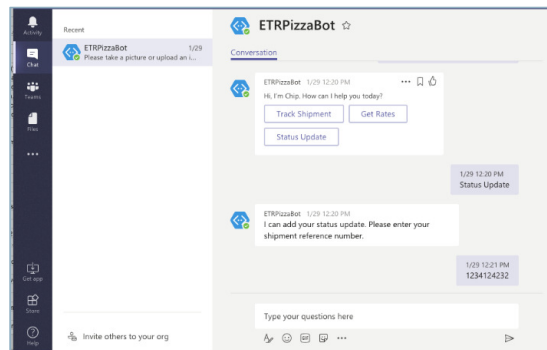 Activity
Chat
Teams
Files
Get app
Store
Help
Recent
ETRPizzaBot 1/29
Please take a picture or upload an i...
Invite others to your org
ETRPizzaBot
Conversation
ETRPizzaBot 1/29 12:20 PM
Hi, I'm Chip. How can I help you today?
Track Shipment Get Rates
Status Update
1/29 12:20 PM
Status Update
ETRPizzaBot 1/29 12:20 PM
I can add your status update. Please enter your
shipment reference number.
1/29 12:21 PM
1234124232
Type your questions here
GIF